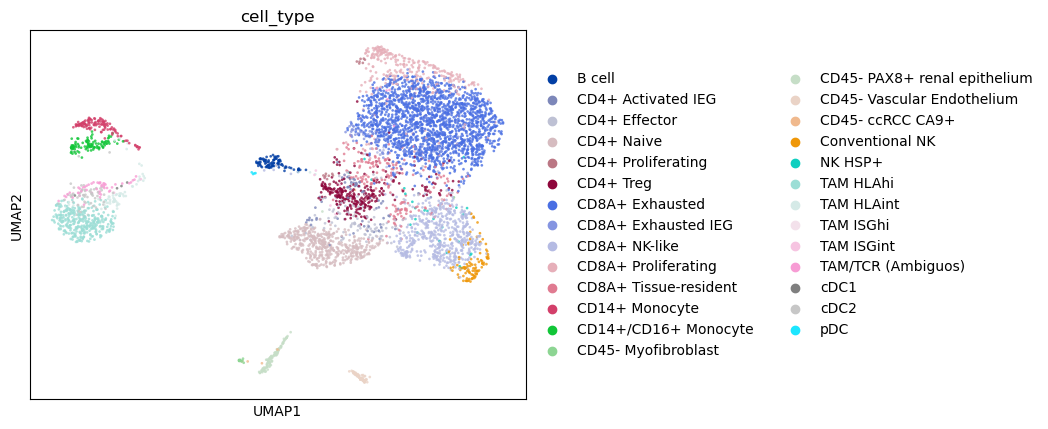 cell_type
UMAP2
UMAP1
B cell
CD4+ Activated IEG
CD4+ Effector
CD4+ Naive
CD4+ Proliferating
CD4+ Treg
CD8A+ Exhausted
CD8A+ Exhausted IEG
CD8A+ NK-like
CD8A+ Proliferating
CD8A+ Tissue-resident
CD14+ Monocyte
CD14+/CD16+ Monocyte
CD45- Myofibroblast
CD45- PAX8+ renal epithelium
CD45- Vascular Endothelium
CD45- ccRCC CA9+
Conventional NK
NK HSP+
TAM HLAhi
TAM HLAint
TAM ISGhi
TAM ISGint
TAM/TCR (Ambiguos)
cDC1
cDC2
pDC